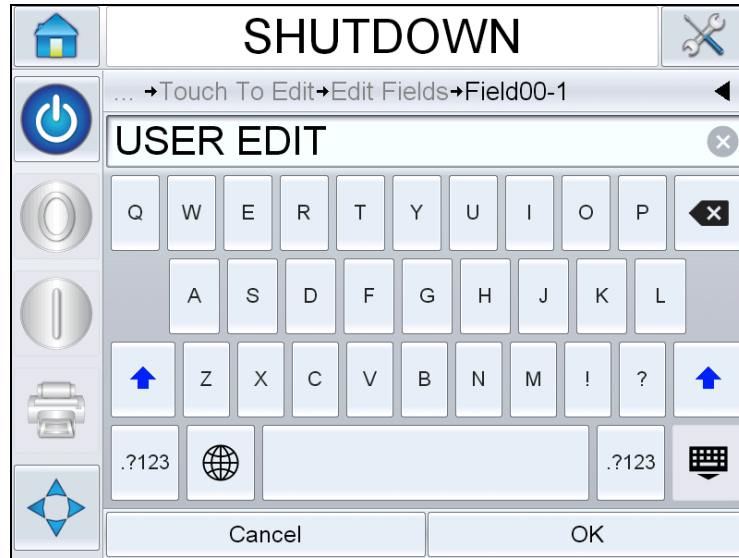 SHUTDOWN
... →Touch To Edit→Edit Fields→Field00-1
USER EDIT
Q W E R T Y U I O P
A S D F G H J K L
Z X C V B N M ! ?
.?123 .?123
Cancel OK